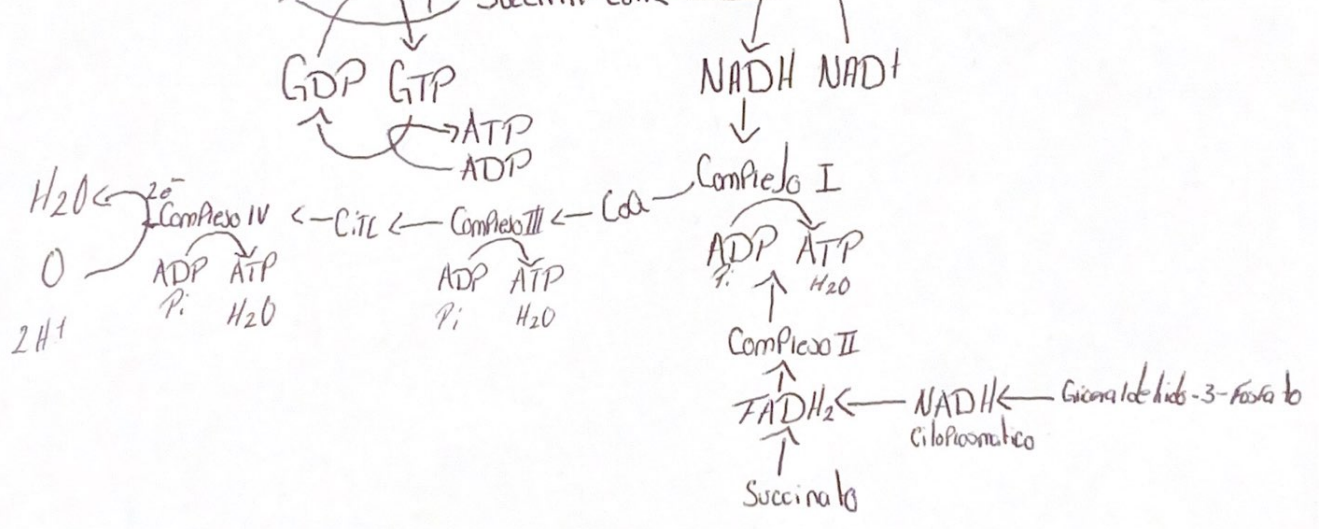 GDP GTP
NADH NAD+
ATP
ADP
Complejo I
H2O
2e-
Complejo IV <- Cit C <- Complejo III <- CoQ
O
ADP ATP
Pi H2O
ADP ATP
Pi H2O
ADP ATP
Pi H2O
2H+
Complejo II
FADH2 <- NADH <- Gliceraldehido-3-fosfato
Citoplasmatico
Succinato